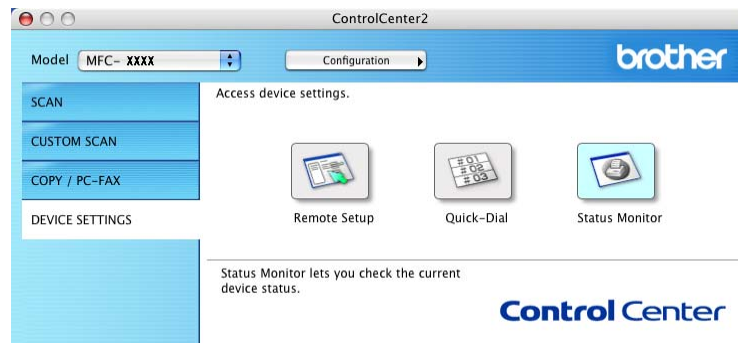 ControlCenter2
Model MFC- XXXX Configuration brother
SCAN
CUSTOM SCAN
COPY / PC-FAX
DEVICE SETTINGS
Access device settings.
#01
#02
#03
Remote Setup Quick-Dial Status Monitor
Status Monitor lets you check the current
device status.
Control Center